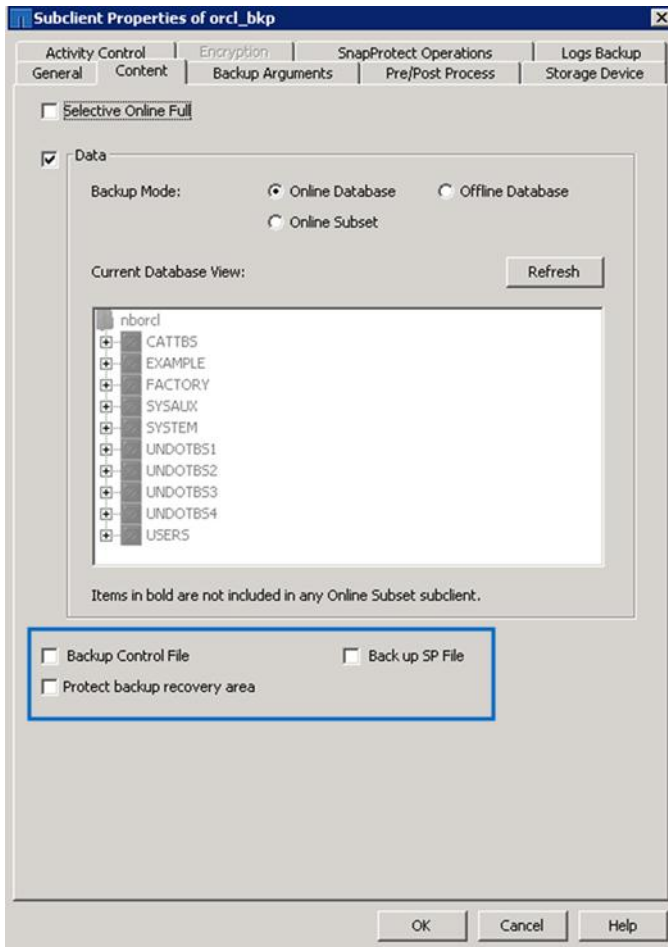 Subclient Properties of orcl_bkp
Activity Control Encryption SnapProtect Operations Logs Backup
General Content Backup Arguments Pre/Post Process Storage Device
Selective Online Full
Data
Backup Mode: Online Database Offline Database
Online Subset
Current Database View: Refresh
nborcl
CATTBS
EXAMPLE
FACTORY
SYSAUX
SYSTEM
UNDOTBS1
UNDOTBS2
UNDOTBS3
UNDOTBS4
USERS
Items in bold are not included in any Online Subset subclient.
Backup Control File Back up SP File
Protect backup recovery area
OK Cancel Help